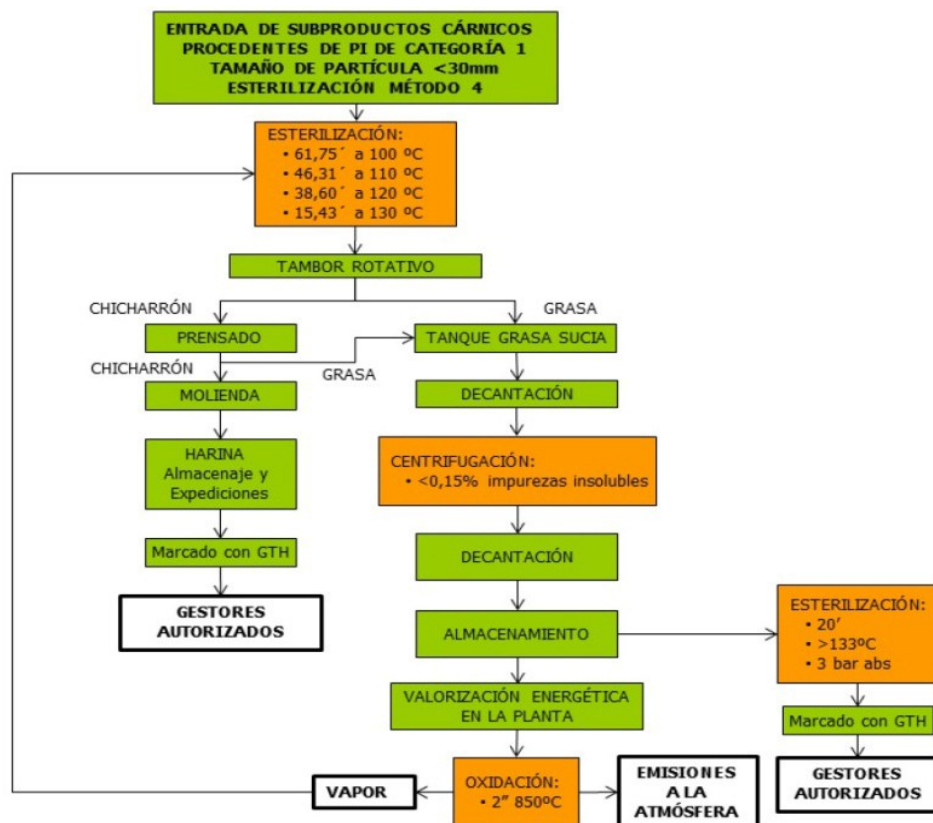 ENTRADA DE SUBPRODUCTOS CÁRNICOS
PROCEDENTES DE PI DE CATEGORÍA 1
TAMAÑO DE PARTÍCULA <30mm
ESTERILIZACIÓN MÉTODO 4
ESTERILIZACIÓN:
• 61,75´ a 100 ºC
• 46,31´ a 110 ºC
• 38,60´ a 120 ºC
• 15,43´ a 130 ºC
TAMBOR ROTATIVO
CHICHARRÓN
GRASA
PRENSADO
TANQUE GRASA SUCIA
CHICHARRÓN
GRASA
MOLIENDA
DECANTACIÓN
HARINA
Almacenaje y
Expediciones
CENTRIFUGACIÓN:
• <0,15% impurezas insolubles
Marcado con GTH
DECANTACIÓN
GESTORES
AUTORIZADOS
ALMACENAMIENTO
ESTERILIZACIÓN:
• 20’
• >133ºC
• 3 bar abs
VALORIZACIÓN ENERGÉTICA
EN LA PLANTA
Marcado con GTH
VAPOR
OXIDACIÓN:
• 2” 850ºC
EMISIONES
A LA
ATMÓSFERA
GESTORES
AUTORIZADOS